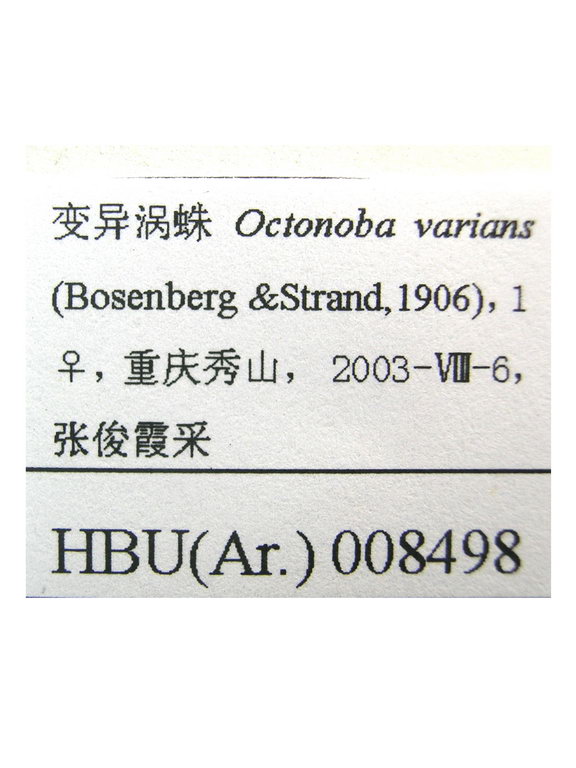 变异涡蛛 Octonoba varians
(Bosenberg &Strand,1906), 1
♀, 重庆秀山, 2003-Ⅷ-6,
张俊霞采
HBU(Ar.) 008498